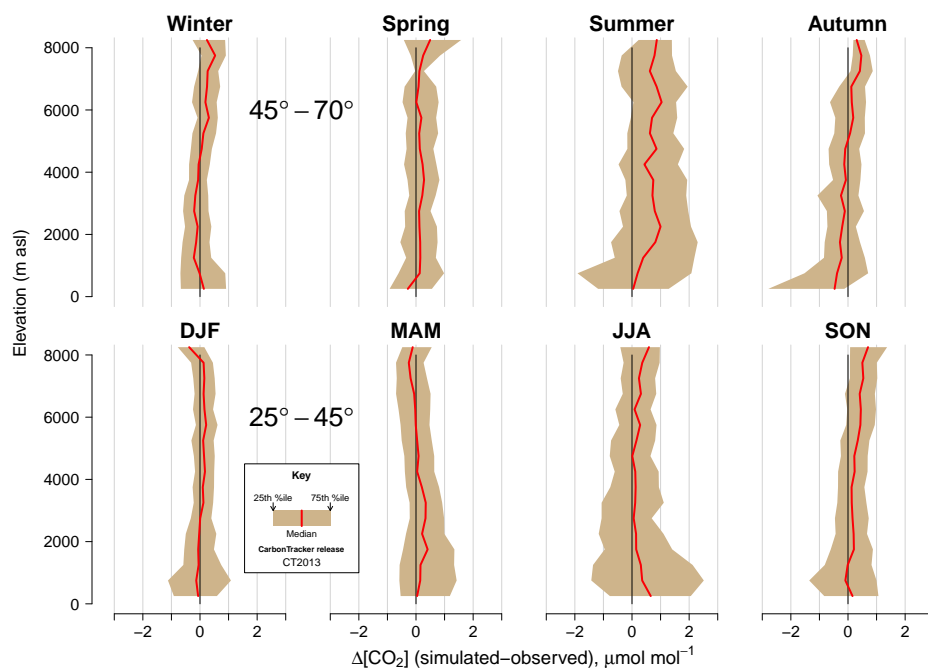 Winter Spring Summer Autumn
8000
6000
4000
2000
0
45° − 70°
Elevation (m asl)
DJF MAM JJA SON
8000
6000
4000
2000
0
25° − 45°
Key
25th %ile 75th %ile
Median
CarbonTracker release
CT2013
−2 0 2 −2 0 2 −2 0 2 −2 0 2
Δ[CO₂] (simulated−observed), μmol mol⁻¹